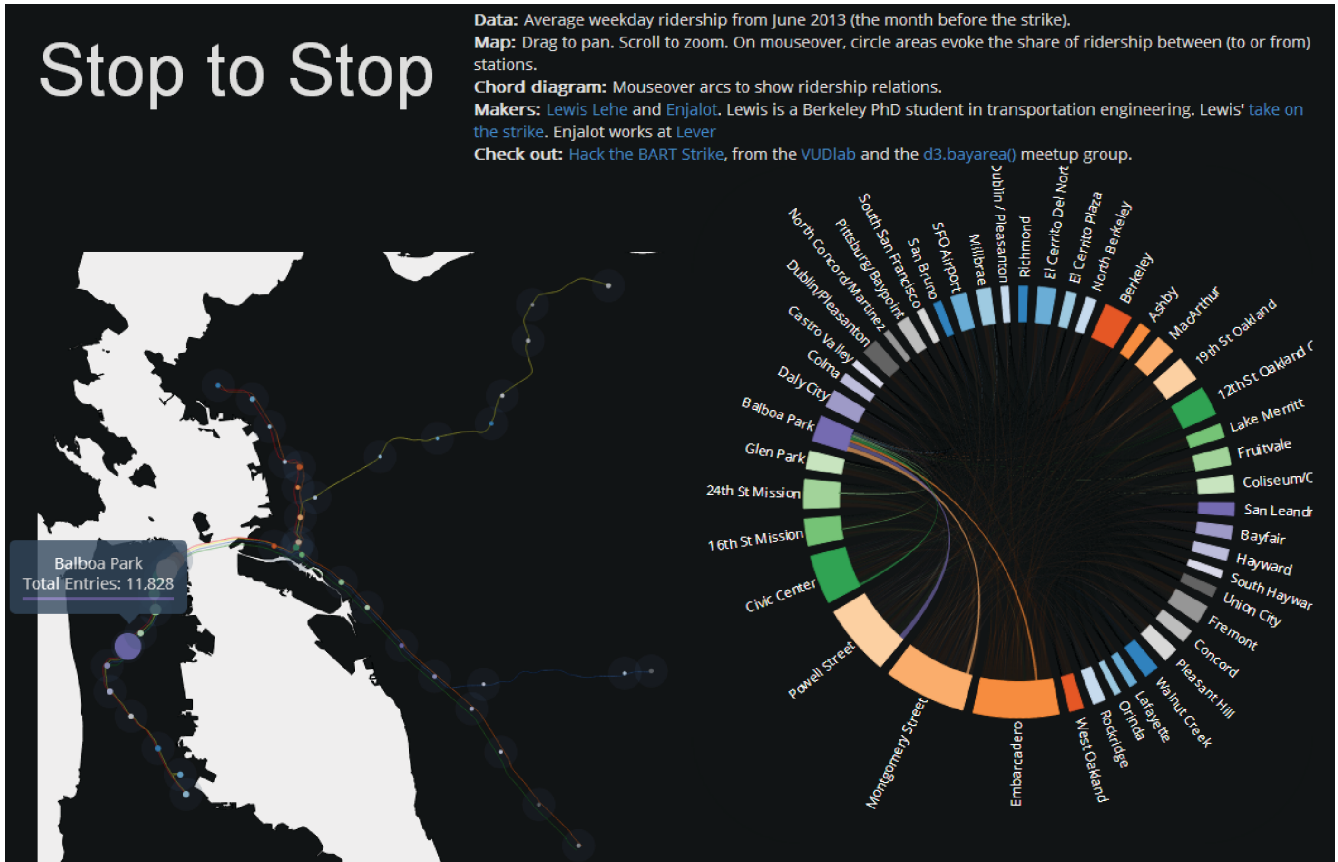 Stop to Stop
Data: Average weekday ridership from June 2013 (the month before the strike).
Map: Drag to pan. Scroll to zoom. On mouseover, circle areas evoke the share of ridership between (to or from)
stations.
Chord diagram: Mouseover arcs to show ridership relations.
Makers: Lewis Lehe and Enjalot. Lewis is a Berkeley PhD student in transportation engineering. Lewis' take on
the strike. Enjalot works at Lever
Check out: Hack the BART Strike, from the VUDlab and the d3.bayarea() meetup group.
Balboa Park
Total Entries: 11.828
Richmond
El Cerrito Del Nort
El Cerrito Plaza
North Berkeley
Berkeley
Ashby
MacArthur
19th St Oakland
12th St. Oakland C
Lake Merritt
Fruitvale
Coliseum/C
San Leandr
Bayfair
Hayward
South Haywar
Union City
Fremont
Concord
Pleasant Hill
Walnut Creek
Lafayette
Orinda
Rockridge
West Oakland
Embarcadero
Montgomery Street
Powell Street
Civic Center
16th St Mission
24th St Mission
Glen Park
Balboa Park
Daly City
Colma
Castro Valley
Dublin/Pleasanton
North Concord/Martinez
Pittsburg/Baypoint
South San Francisco
San Bruno
SFO Airport
Millbrae
Dublin / Pleasanton